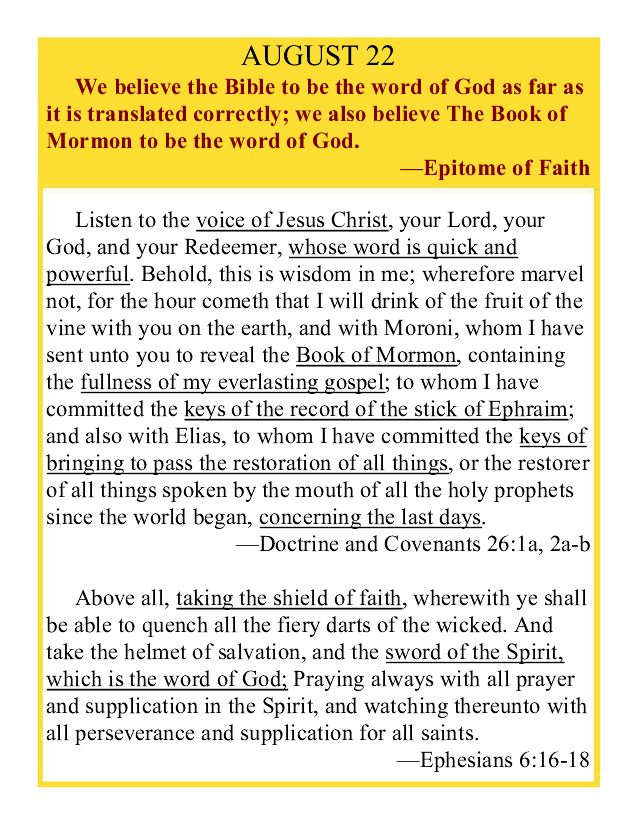 AUGUST 22
We believe the Bible to be the word of God as far as
it is translated correctly; we also believe The Book of
Mormon to be the word of God.
—Epitome of Faith
Listen to the voice of Jesus Christ, your Lord, your
God, and your Redeemer, whose word is quick and
powerful. Behold, this is wisdom in me; wherefore marvel
not, for the hour cometh that I will drink of the fruit of the
vine with you on the earth, and with Moroni, whom I have
sent unto you to reveal the Book of Mormon, containing
the fullness of my everlasting gospel; to whom I have
committed the keys of the record of the stick of Ephraim;
and also with Elias, to whom I have committed the keys of
bringing to pass the restoration of all things, or the restorer
of all things spoken by the mouth of all the holy prophets
since the world began, concerning the last days.
—Doctrine and Covenants 26:1a, 2a-b
Above all, taking the shield of faith, wherewith ye shall
be able to quench all the fiery darts of the wicked. And
take the helmet of salvation, and the sword of the Spirit,
which is the word of God; Praying always with all prayer
and supplication in the Spirit, and watching thereunto with
all perseverance and supplication for all saints.
—Ephesians 6:16-18